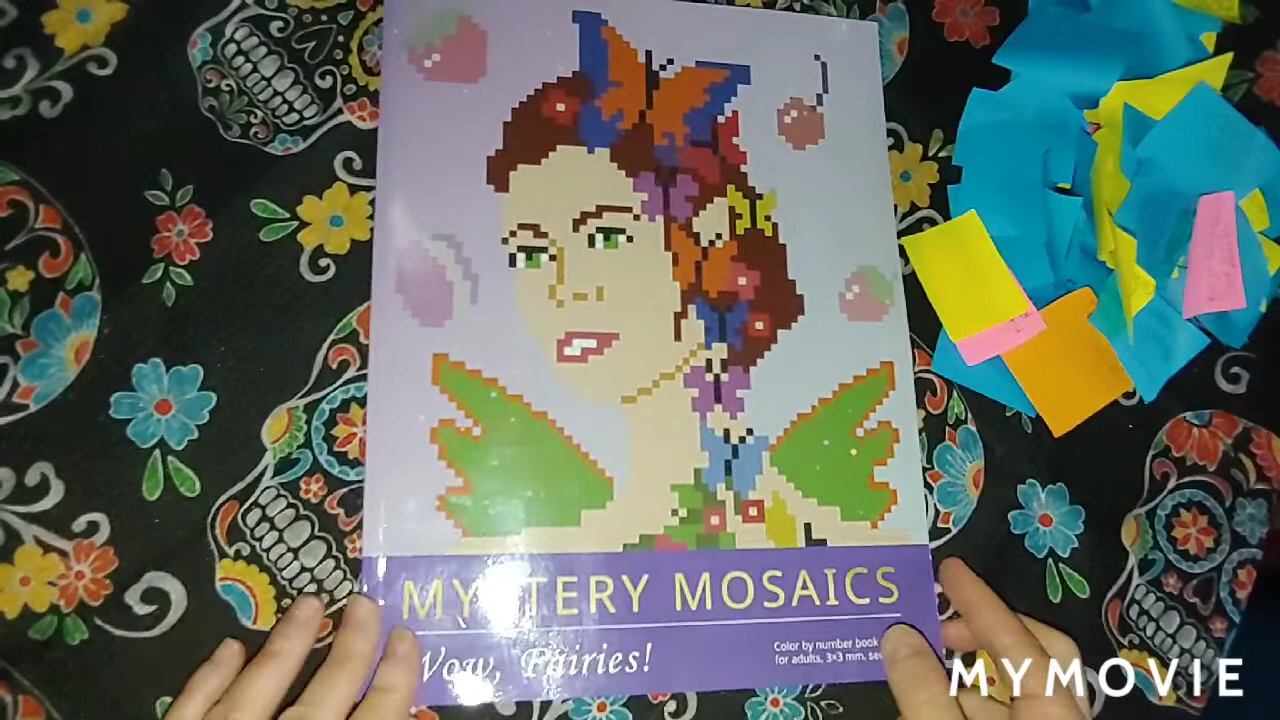 MYSTERY MOSAICS
Wow, Fairies!
Color by number book
for adults, 3×3 mm.
MYMOVIE